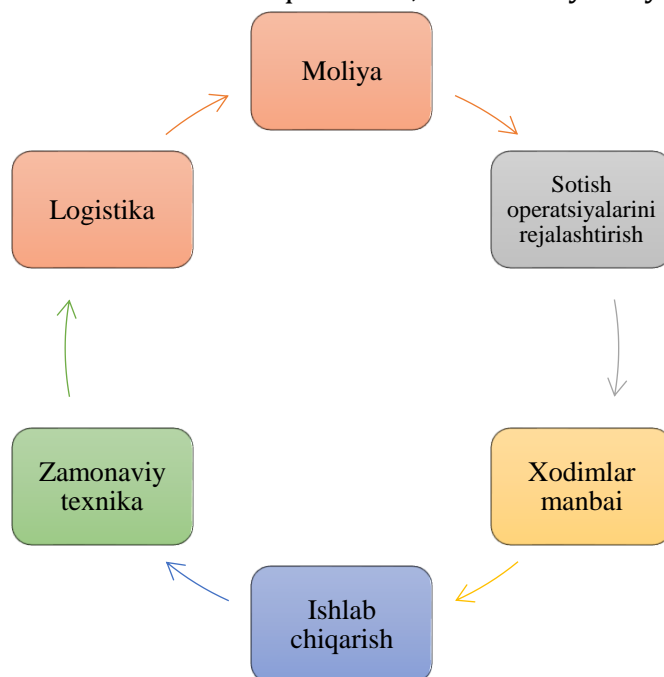 Moliya
Sotish
operatsiyalarini
rejalashtirish
Xodimlar
manbai
Ishlab
chiqarish
Zamonaviy
texnika
Logistika